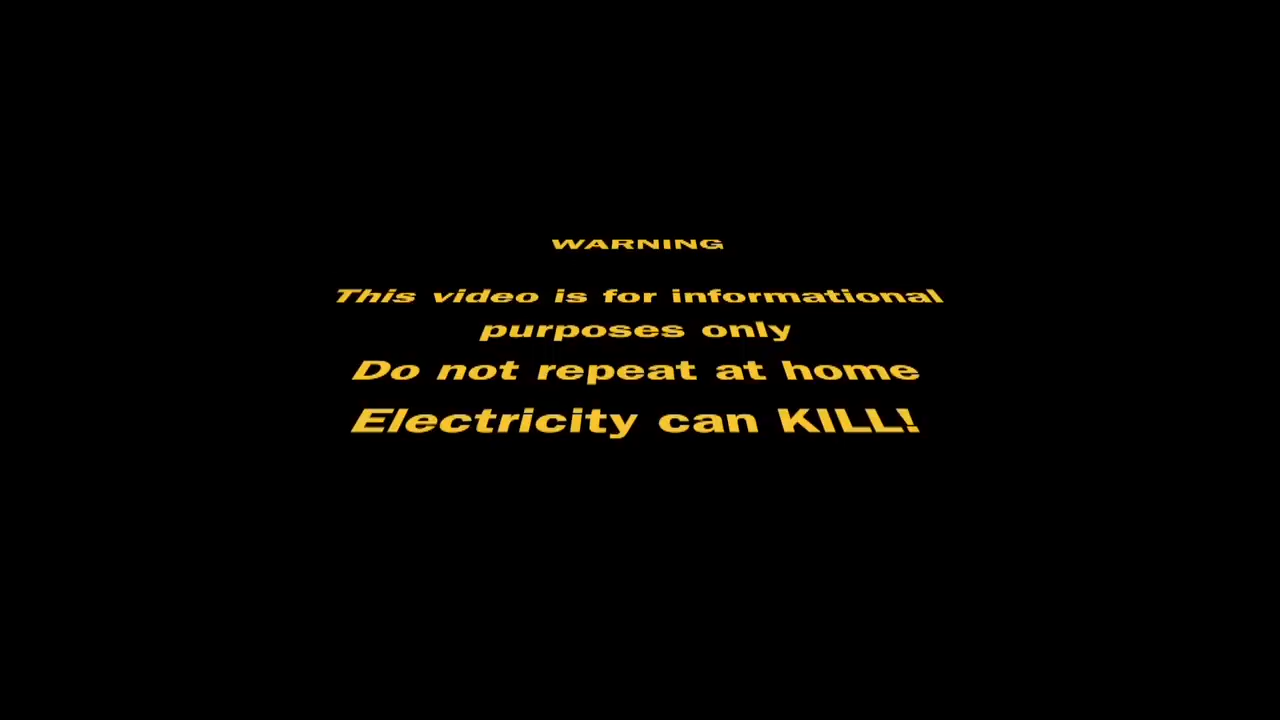 WARNING
This video is for informational
purposes only
Do not repeat at home
Electricity can KILL!